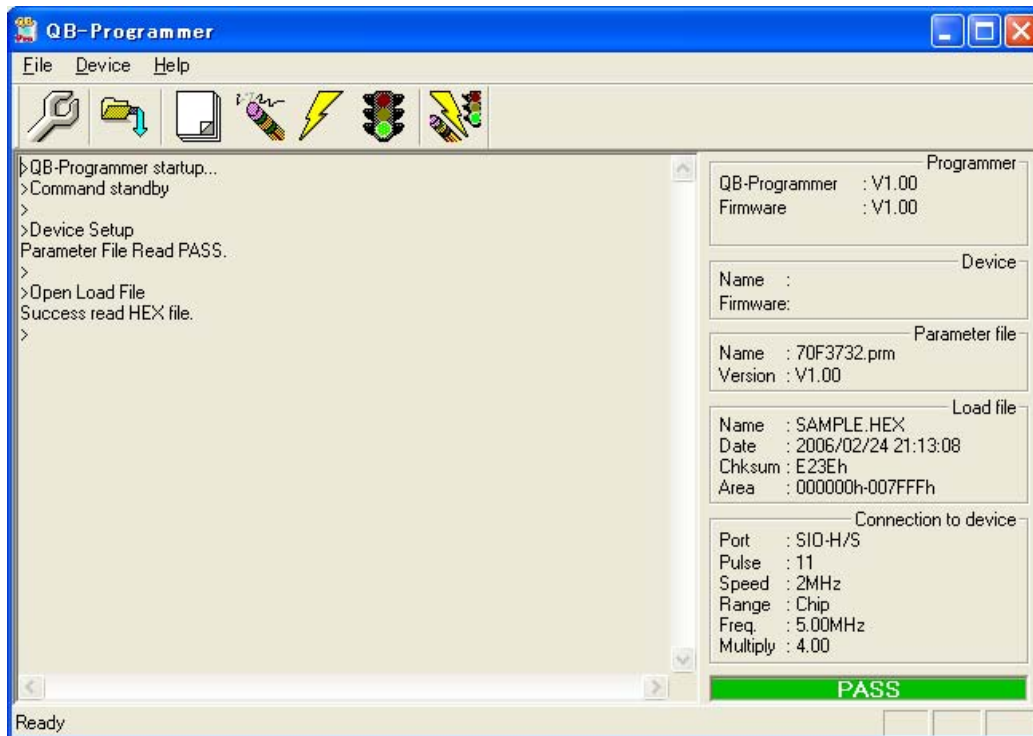 QB-Programmer
File Device Help
>QB-Programmer startup...
>Command standby
>
>Device Setup
Parameter File Read PASS.
>
>Open Load File
Success read HEX file.
>
Programmer
QB-Programmer : V1.00
Firmware : V1.00
Device
Name :
Firmware:
Parameter file
Name : 70F3732.prm
Version : V1.00
Load file
Name : SAMPLE.HEX
Date : 2006/02/24 21:13:08
Chksum : E23Eh
Area : 000000h-007FFFh
Connection to device
Port : SIO-H/S
Pulse : 11
Speed : 2MHz
Range : Chip
Freq. : 5.00MHz
Multiply : 4.00
PASS
Ready